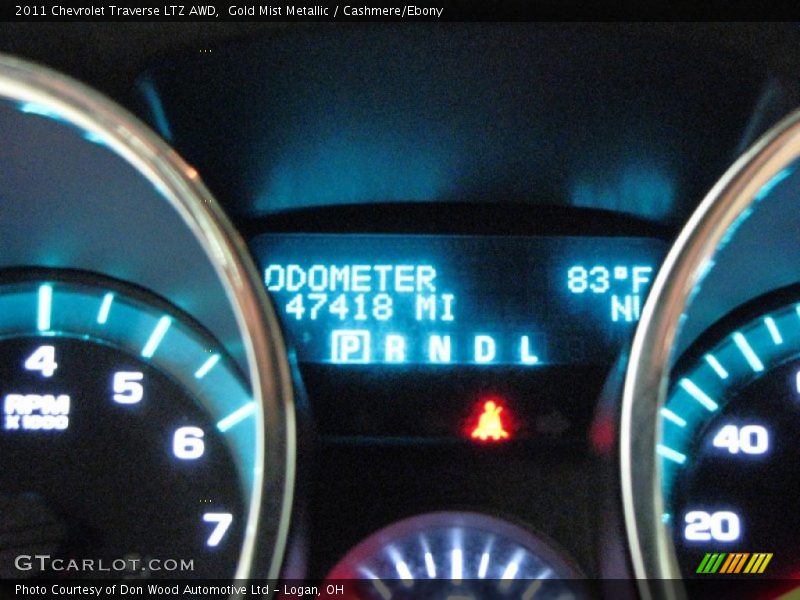 2011 Chevrolet Traverse LTZ AWD,  Gold Mist Metallic / Cashmere/Ebony
ODOMETER 83°F
47418 MI
P R N D L
4
5
RPM
X 1000
6
40
7
20
GTCARLOT.COM
Photo Courtesy of Don Wood Automotive Ltd - Logan, OH